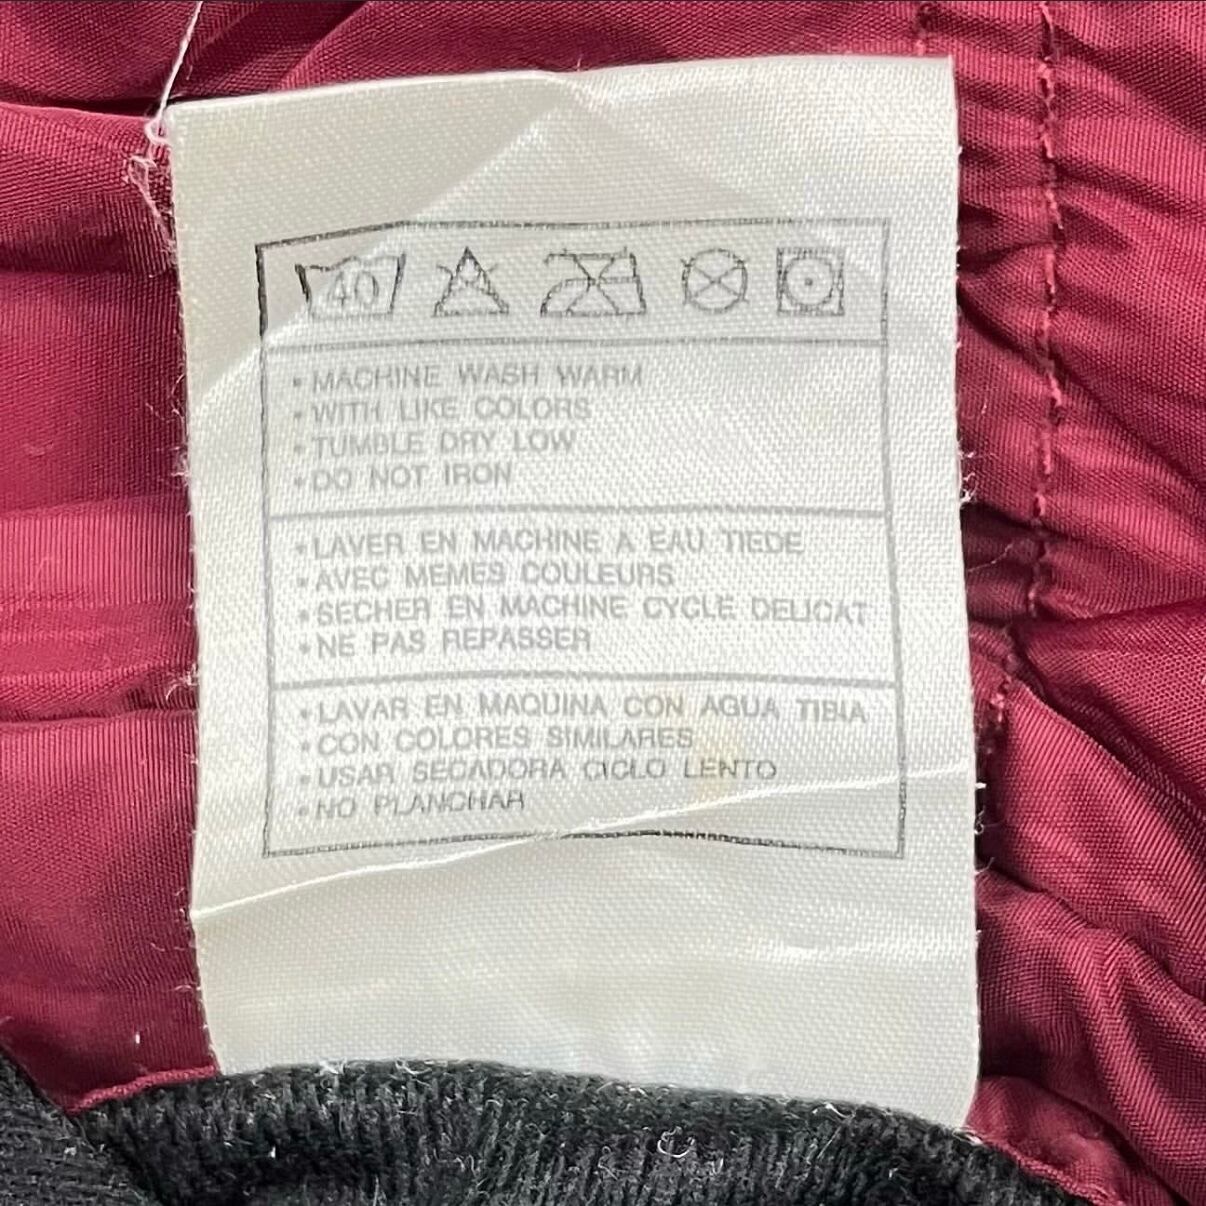 40
• MACHINE WASH WARM
• WITH LIKE COLORS
• TUMBLE DRY LOW
• DO NOT IRON
• LAVER EN MACHINE A EAU TIEDE
• AVEC MEMES COULEURS
• SECHER EN MACHINE CYCLE DELICAT
• NE PAS REPASSER
• LAVAR EN MAQUINA CON AGUA TIBIA
• CON COLORES SIMILARES
• USAR SECADORA CICLO LENTO
• NO PLANCHAR